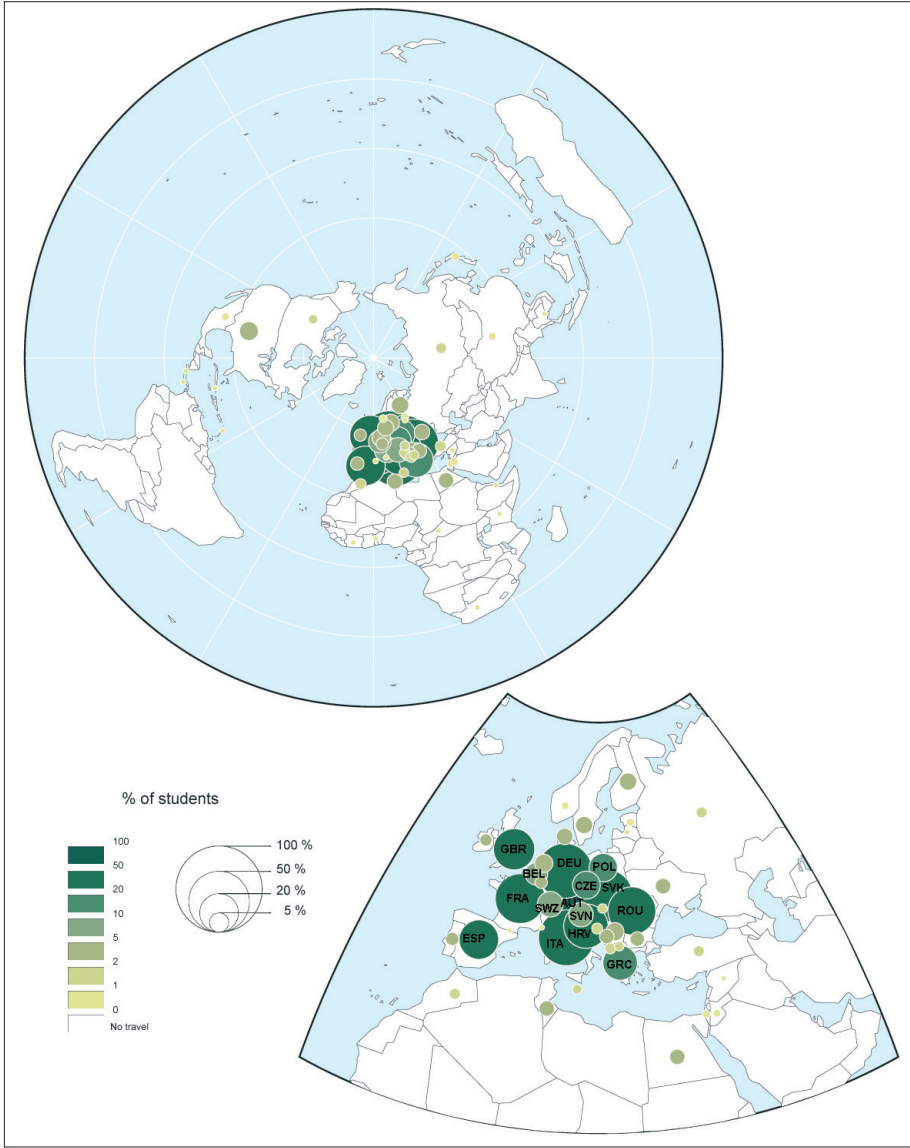 % of students
100
50
20
10
5
2
1
0
No travel
100 %
50 %
20 %
5 %
GBR
DEU
POL
BEL
CZE
SVK
FRA
SWZ
AUT
SVN
ROU
ESP
HRV
ITA
GRC